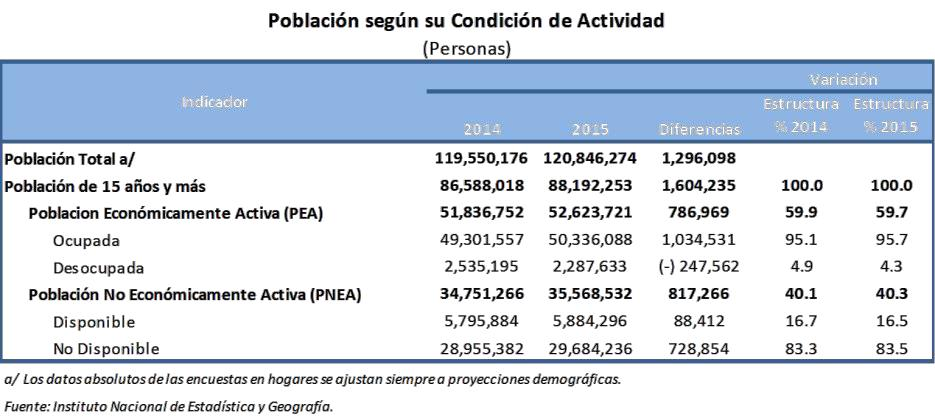 Población según su Condición de Actividad
(Personas)
Variación
Indicador 2014 2015 Diferencias Estructura % 2014 Estructura % 2015
Población Total a/ 119,550,176 120,846,274 1,296,098
Población de 15 años y más 86,588,018 88,192,253 1,604,235 100.0 100.0
Poblacion Económicamente Activa (PEA) 51,836,752 52,623,721 786,969 59.9 59.7
Ocupada 49,301,557 50,336,088 1,034,531 95.1 95.7
Desocupada 2,535,195 2,287,633 (-) 247,562 4.9 4.3
Población No Económicamente Activa (PNEA) 34,751,266 35,568,532 817,266 40.1 40.3
Disponible 5,795,884 5,884,296 88,412 16.7 16.5
No Disponible 28,955,382 29,684,236 728,854 83.3 83.5
a/ Los datos absolutos de las encuestas en hogares se ajustan siempre a proyecciones demográficas.
Fuente: Instituto Nacional de Estadística y Geografía.